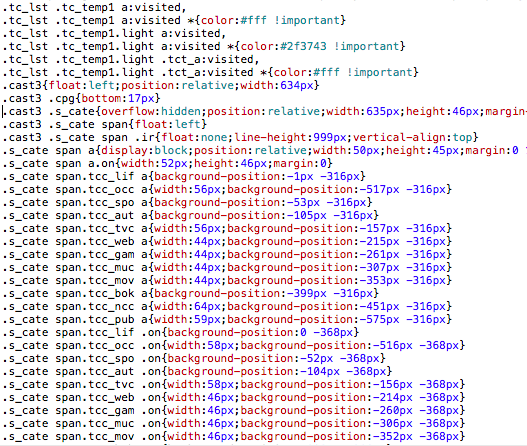 .tc_lst .tc_temp1 a:visited,
.tc_lst .tc_temp1 a:visited *{color:#fff !important}
.tc_lst .tc_temp1.light a:visited,
.tc_lst .tc_temp1.light a:visited *{color:#2f3743 !important}
.tc_lst .tc_temp1.light .tct_a:visited,
.tc_lst .tc_temp1.light .tct_a:visited *{color:#fff !important}
.cast3{float:left;position:relative;width:634px}
.cast3 .cpg{bottom:17px}
.cast3 .s_cate{overflow:hidden;position:relative;width:635px;height:46px;margin-
.cast3 .s_cate span{float:left}
.cast3 .s_cate span .ir{float:none;line-height:999px;vertical-align:top}
.s_cate span a{display:block;position:relative;width:50px;height:45px;margin:0
.s_cate span a.on{width:52px;height:46px;margin:0}
.s_cate span.tcc_lif a{background-position:-1px -316px}
.s_cate span.tcc_occ a{width:56px;background-position:-517px -316px}
.s_cate span.tcc_spo a{background-position:-53px -316px}
.s_cate span.tcc_aut a{background-position:-105px -316px}
.s_cate span.tcc_tvc a{width:56px;background-position:-157px -316px}
.s_cate span.tcc_web a{width:44px;background-position:-215px -316px}
.s_cate span.tcc_gam a{width:44px;background-position:-261px -316px}
.s_cate span.tcc_muc a{width:44px;background-position:-307px -316px}
.s_cate span.tcc_mov a{width:44px;background-position:-353px -316px}
.s_cate span.tcc_bok a{background-position:-399px -316px}
.s_cate span.tcc_ncc a{width:64px;background-position:-451px -316px}
.s_cate span.tcc_pub a{width:59px;background-position:-575px -316px}
.s_cate span.tcc_lif .on{background-position:0 -368px}
.s_cate span.tcc_occ .on{width:58px;background-position:-516px -368px}
.s_cate span.tcc_spo .on{background-position:-52px -368px}
.s_cate span.tcc_aut .on{background-position:-104px -368px}
.s_cate span.tcc_tvc .on{width:58px;background-position:-156px -368px}
.s_cate span.tcc_web .on{width:46px;background-position:-214px -368px}
.s_cate span.tcc_gam .on{width:46px;background-position:-260px -368px}
.s_cate span.tcc_muc .on{width:46px;background-position:-306px -368px}
.s_cate span.tcc_mov .on{width:46px;background-position:-352px -368px}